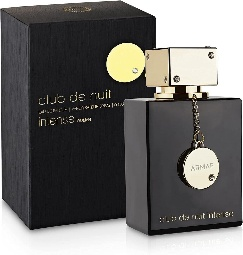 club de nuit
intense
ARMAF
club de nuit intense